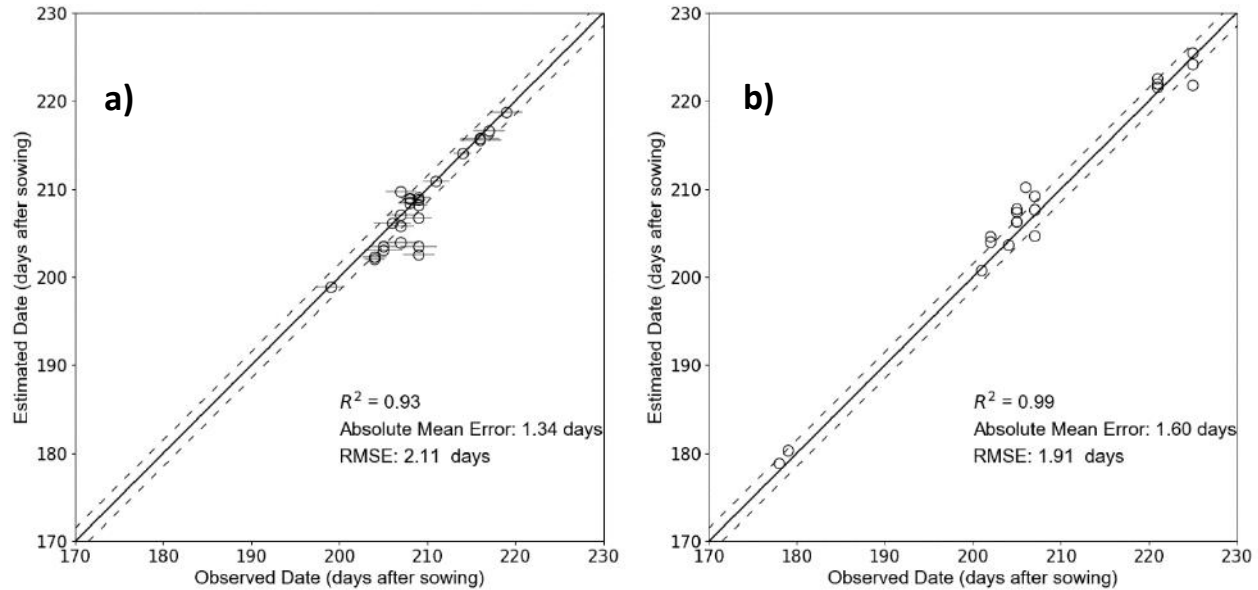 230
220
210
200
190
180
170
170
180
190
200
210
220
230
Estimated Date (days after sowing)
Observed Date (days after sowing)
a)
R² = 0.93
Absolute Mean Error: 1.34 days
RMSE: 2.11 days
230
220
210
200
190
180
170
170
180
190
200
210
220
230
Estimated Date (days after sowing)
Observed Date (days after sowing)
b)
R² = 0.99
Absolute Mean Error: 1.60 days
RMSE: 1.91 days